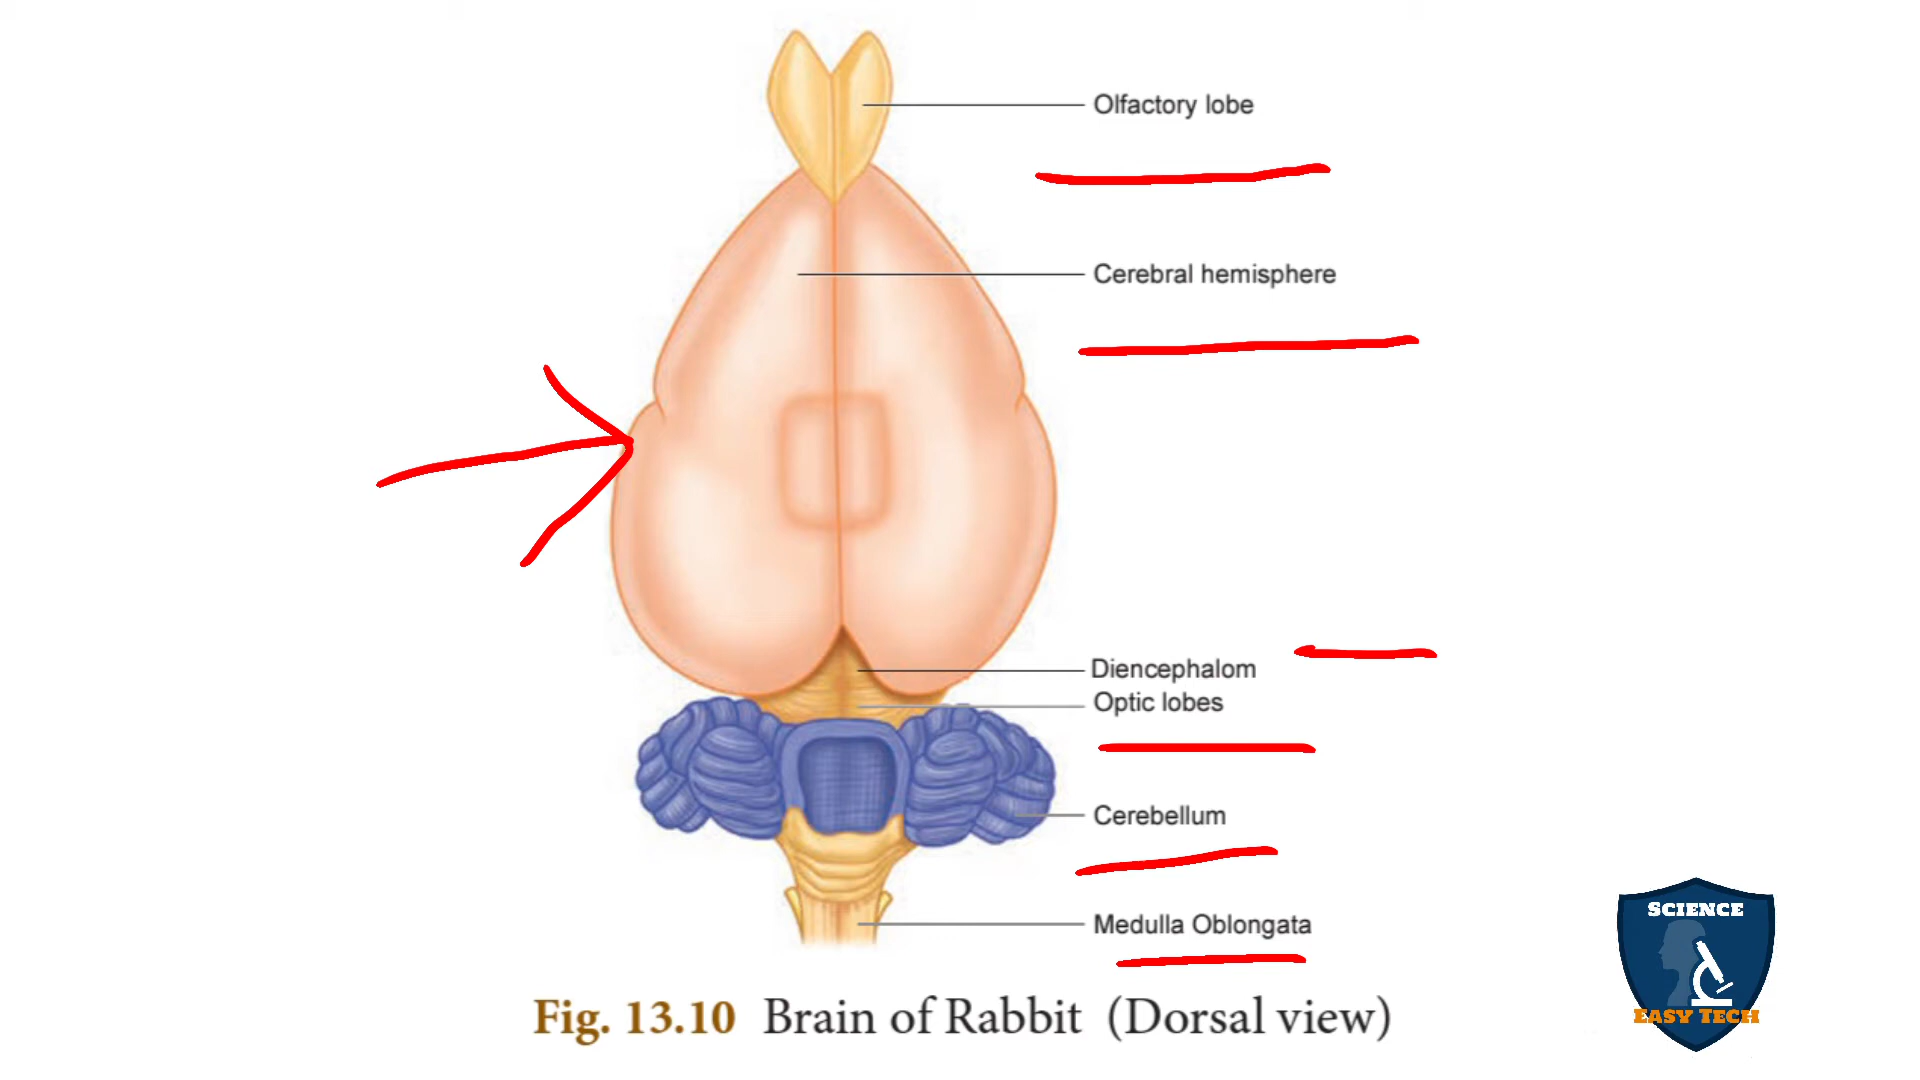 Olfactory lobe
Cerebral hemisphere
Diencephalom
Optic lobes
Cerebellum
Medulla Oblongata
Fig. 13.10 Brain of Rabbit (Dorsal view)
SCIENCE
EASY TECH